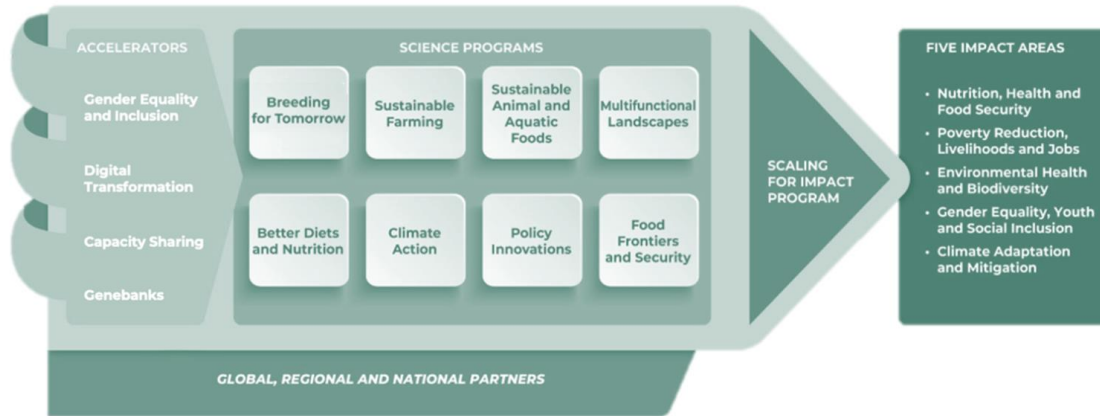 ACCELERATORS
Gender Equality
and Inclusion
Digital
Transformation
Capacity Sharing
Genebanks
SCIENCE PROGRAMS
Breeding
for Tomorrow
Sustainable
Farming
Sustainable
Animal and
Aquatic
Foods
Multifunctional
Landscapes
Better Diets
and Nutrition
Climate
Action
Policy
Innovations
Food
Frontiers
and Security
SCALING
FOR IMPACT
PROGRAM
FIVE IMPACT AREAS
• Nutrition, Health and
Food Security
• Poverty Reduction,
Livelihoods and Jobs
• Environmental Health
and Biodiversity
• Gender Equality, Youth
and Social Inclusion
• Climate Adaptation
and Mitigation
GLOBAL, REGIONAL AND NATIONAL PARTNERS